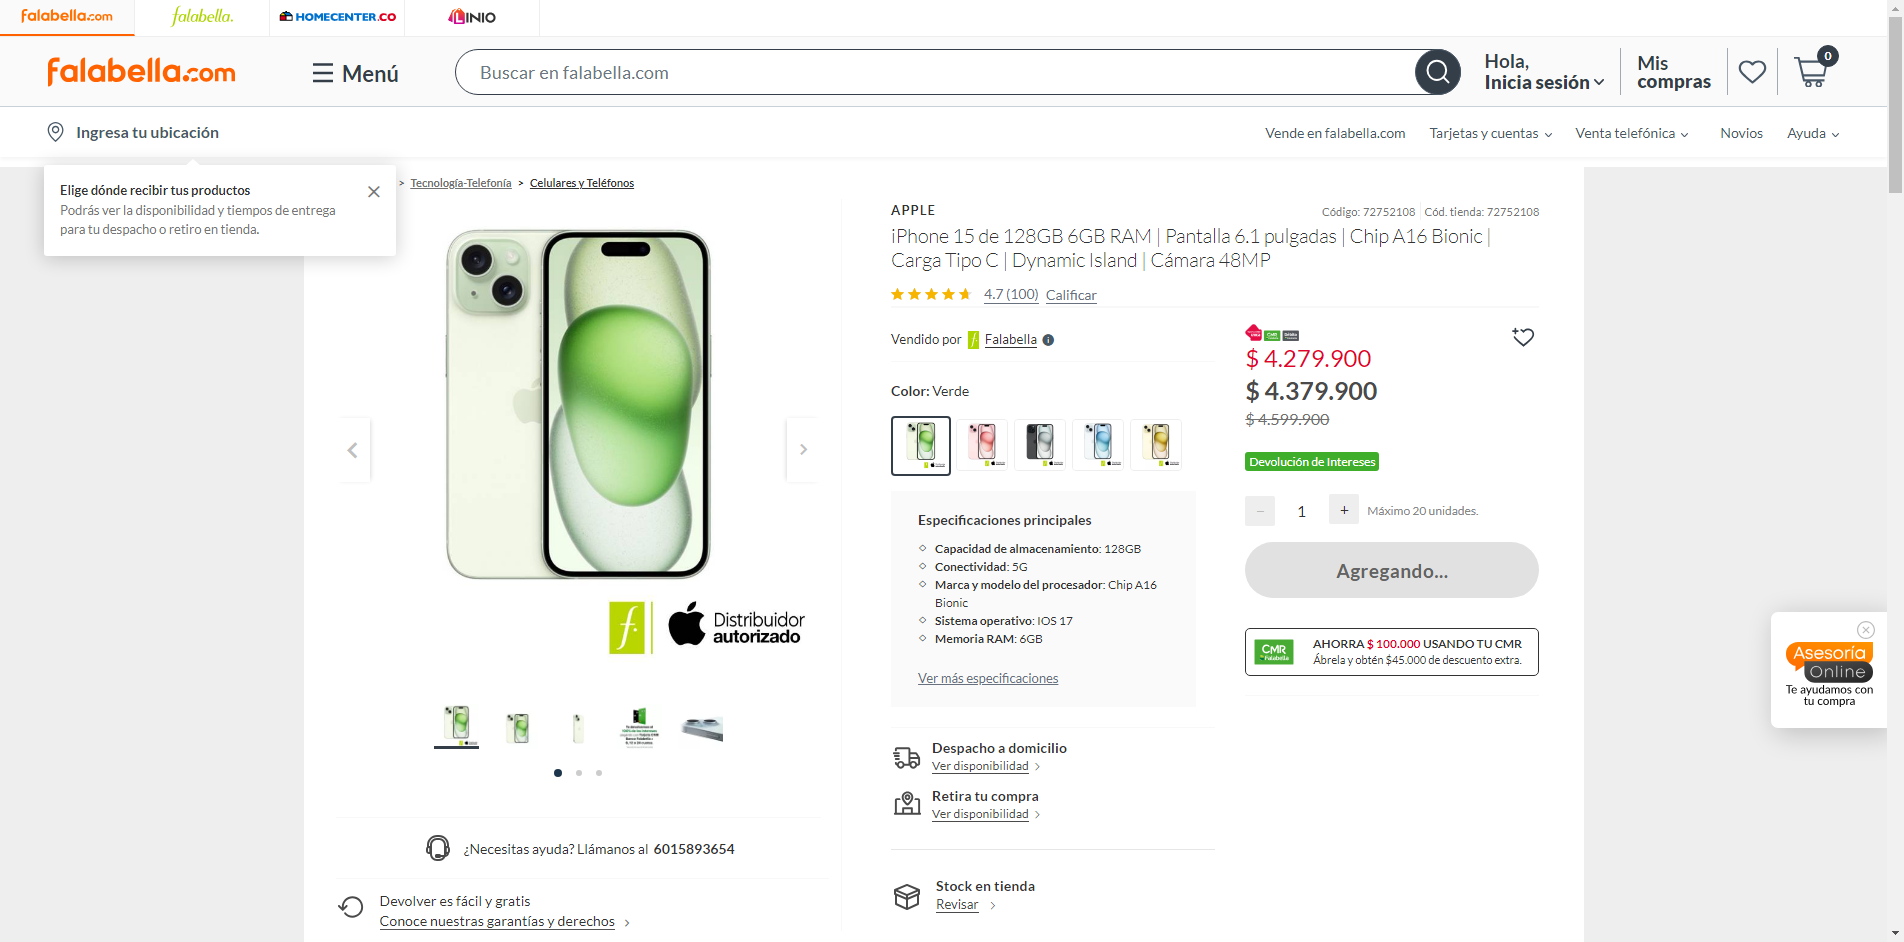 falabella.com
falabella.
HOMECENTER.CO
LINIO
falabella.com
Menú
Buscar en falabella.com
Hola,
Inicia sesión
Mis
compras
0
Ingresa tu ubicación
Vende en falabella.com
Tarjetas y cuentas
Venta telefónica
Novios
Ayuda
Elige dónde recibir tus productos
Podrás ver la disponibilidad y tiempos de entrega
para tu despacho o retiro en tienda.
> Tecnología-Telefonía > Celulares y Teléfonos
APPLE
Código: 72752108 Cód. tienda: 72752108
iPhone 15 de 128GB 6GB RAM | Pantalla 6.1 pulgadas | Chip A16 Bionic |
Carga Tipo C | Dynamic Island | Cámara 48MP
4.7 (100) Calificar
Vendido por f. Falabella
$ 4.279.900
$ 4.379.900
$ 4.599.900
Color: Verde
Devolución de Intereses
− 1 + Máximo 20 unidades.
Agregando...
Especificaciones principales
Capacidad de almacenamiento: 128GB
Conectividad: 5G
Marca y modelo del procesador: Chip A16
Bionic
Sistema operativo: IOS 17
Memoria RAM: 6GB
Ver más especificaciones
f. Distribuidor
autorizado
CMR
Falabella
AHORRA $ 100.000 USANDO TU CMR
Ábrela y obtén $45.000 de descuento extra.
Asesoría
Online
Te ayudamos con
tu compra
Despacho a domicilio
Ver disponibilidad
Retira tu compra
Ver disponibilidad
¿Necesitas ayuda? Llámanos al 6015893654
Stock en tienda
Revisar
Devolver es fácil y gratis
Conoce nuestras garantías y derechos